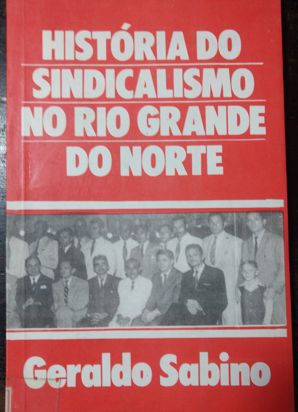 HISTÓRIA DO
SINDICALISMO
NO RIO GRANDE
DO NORTE
Geraldo Sabino